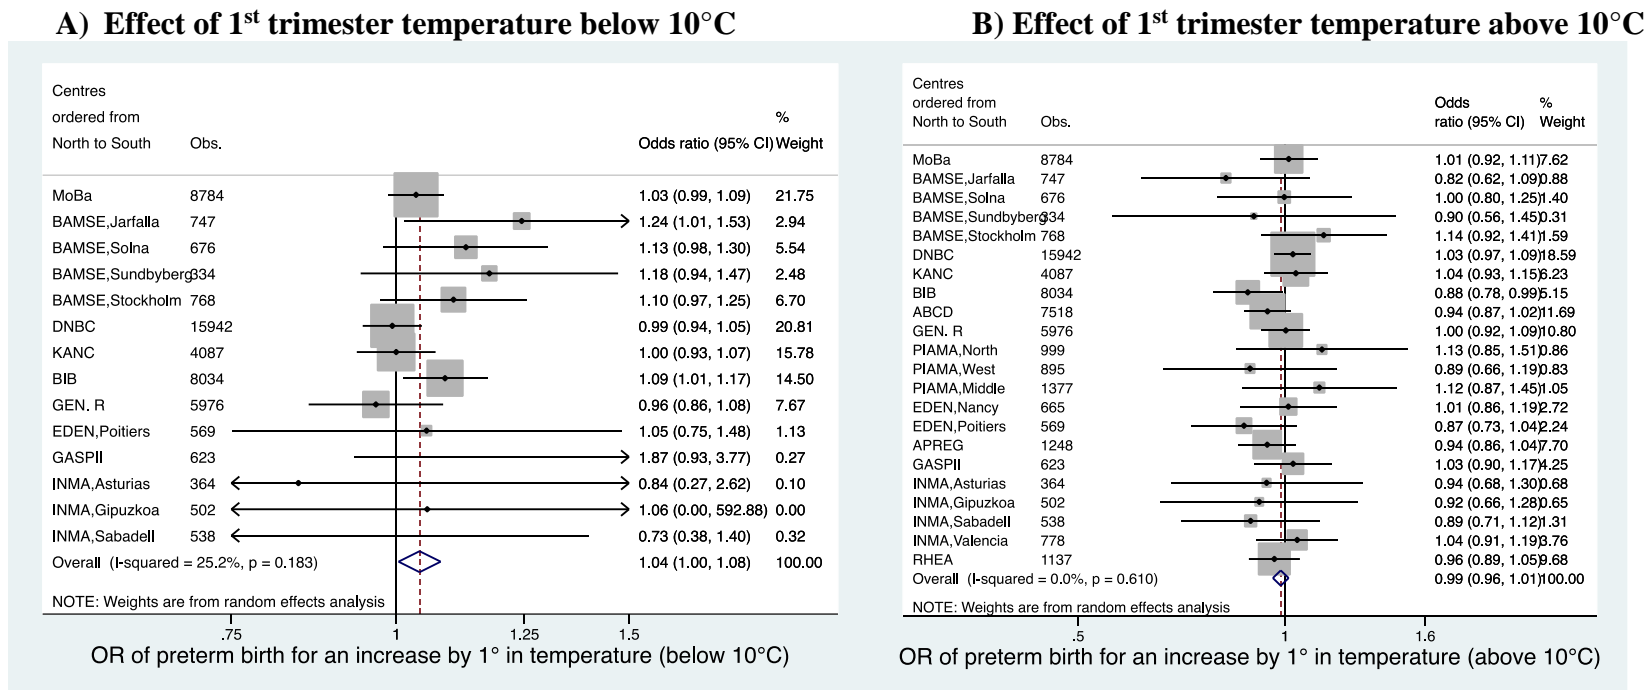 A) Effect of 1st trimester temperature below 10°C
Centres
ordered from
%
North to South Obs. Odds ratio (95% CI) Weight
MoBa 8784 1.03 (0.99, 1.09) 21.75
BAMSE,Jarfalla 747 1.24 (1.01, 1.53) 2.94
BAMSE,Solna 676 1.13 (0.98, 1.30) 5.54
BAMSE,Sundbyberg 334 1.18 (0.94, 1.47) 2.48
BAMSE,Stockholm 768 1.10 (0.97, 1.25) 6.70
DNBC 15942 0.99 (0.94, 1.05) 20.81
KANC 4087 1.00 (0.93, 1.07) 15.78
BIB 8034 1.09 (1.01, 1.17) 14.50
GEN. R 5976 0.96 (0.86, 1.08) 7.67
EDEN,Poitiers 569 1.05 (0.75, 1.48) 1.13
GASPII 623 1.87 (0.93, 3.77) 0.27
INMA,Asturias 364 0.84 (0.27, 2.62) 0.10
INMA,Gipuzkoa 502 1.06 (0.00, 592.88) 0.00
INMA,Sabadell 538 0.73 (0.38, 1.40) 0.32
Overall (I-squared = 25.2%, p = 0.183) 1.04 (1.00, 1.08) 100.00
NOTE: Weights are from random effects analysis
.75 1 1.25 1.5
OR of preterm birth for an increase by 1° in temperature (below 10°C)
B) Effect of 1st trimester temperature above 10°C
Centres
ordered from Odds %
North to South Obs. ratio (95% CI) Weight
MoBa 8784 1.01 (0.92, 1.11) 7.62
BAMSE,Jarfalla 747 0.82 (0.62, 1.09) 0.88
BAMSE,Solna 676 1.00 (0.80, 1.25) 1.40
BAMSE,Sundbyberg 334 0.90 (0.56, 1.45) 0.31
BAMSE,Stockholm 768 1.14 (0.92, 1.41) 1.59
DNBC 15942 1.03 (0.97, 1.09) 18.59
KANC 4087 1.04 (0.93, 1.15) 6.23
BIB 8034 0.88 (0.78, 0.99) 5.15
ABCD 7518 0.94 (0.87, 1.02) 11.69
GEN. R 5976 1.00 (0.92, 1.09) 10.80
PIAMA,North 999 1.13 (0.85, 1.51) 0.86
PIAMA,West 895 0.89 (0.66, 1.19) 0.83
PIAMA,Middle 1377 1.12 (0.87, 1.45) 1.05
EDEN,Nancy 665 1.01 (0.86, 1.19) 2.72
EDEN,Poitiers 569 0.87 (0.73, 1.04) 2.24
APREG 1248 0.94 (0.86, 1.04) 7.70
GASPII 623 1.03 (0.90, 1.17) 4.25
INMA,Asturias 364 0.94 (0.68, 1.30) 0.68
INMA,Gipuzkoa 502 0.92 (0.66, 1.28) 0.65
INMA,Sabadell 538 0.89 (0.71, 1.12) 1.31
INMA,Valencia 778 1.04 (0.91, 1.19) 3.76
RHEA 1137 0.96 (0.89, 1.05) 9.68
Overall (I-squared = 0.0%, p = 0.610) 0.99 (0.96, 1.01) 100.00
NOTE: Weights are from random effects analysis
.5 1 1.6
OR of preterm birth for an increase by 1° in temperature (above 10°C)